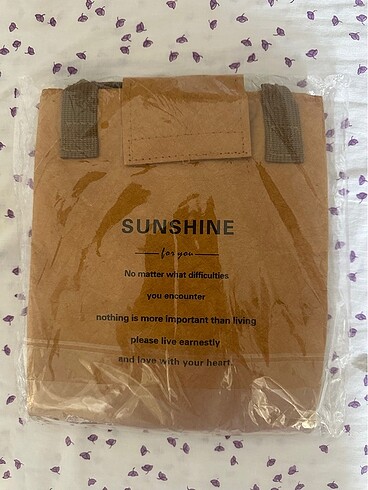 SUNSHINE
for you
No matter what difficulties
you encounter
nothing is more important than living
please live earnestly
and love with your heart.